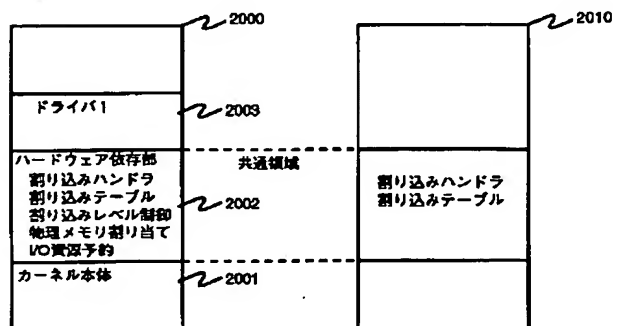 2000
2010
ドライバ1
2003
ハードウェア依存部
共通領域
割り込みハンドラ
割り込みテーブル
割り込みレベル制御
物理メモリ割り当て
I/O資源予約
2002
割り込みハンドラ
割り込みテーブル
カーネル本体
2001